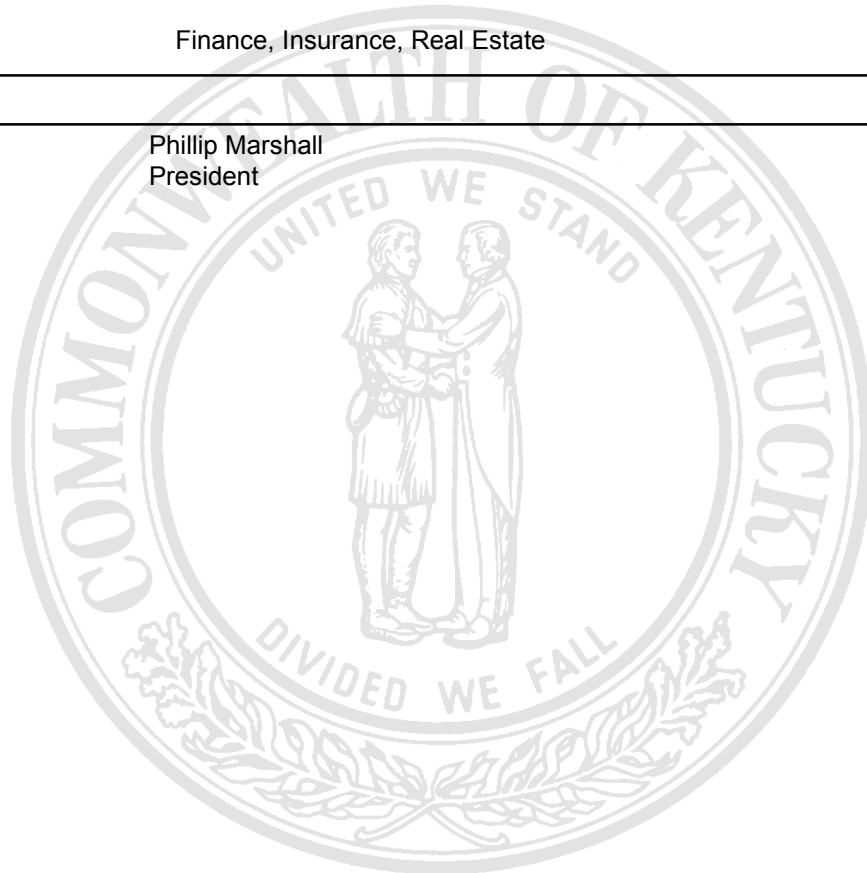 Finance, Insurance, Real Estate
Phillip Marshall
President
COMMONWEALTH OF KENTUCKY
UNITED WE STAND
DIVIDED WE FALL